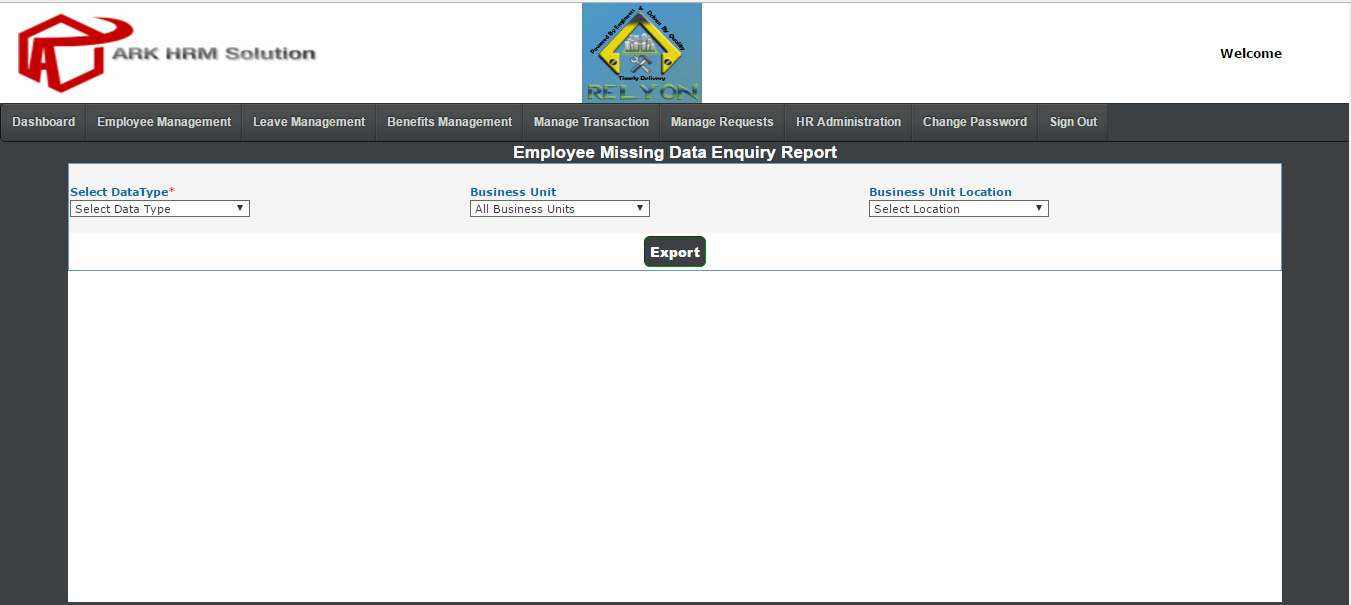 ARK HRM Solution
Powered By Engineers & Driven By Quality
Timely Delivery
RELYON
Welcome
Dashboard Employee Management Leave Management Benefits Management Manage Transaction Manage Requests HR Administration Change Password Sign Out
Employee Missing Data Enquiry Report
Select DataType* Business Unit Business Unit Location
Select Data Type All Business Units Select Location
Export